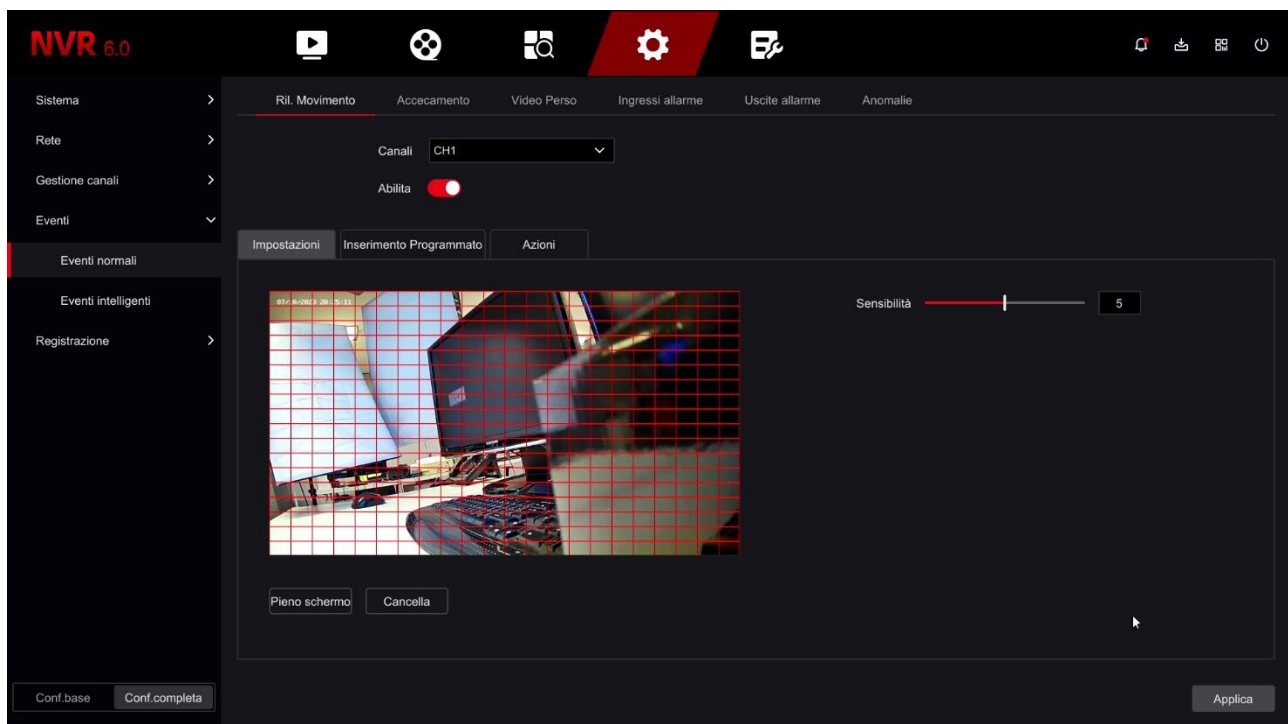 NVR 6.0
Sistema
Rete
Gestione canali
Eventi
Eventi normali
Eventi intelligenti
Registrazione
Conf.base Conf.completa
Ril. Movimento Accecamento Video Perso Ingressi allarme Uscite allarme Anomalie
Canali CH1
Abilita
Impostazioni Inserimento Programmato Azioni
Sensibilità 5
Pieno schermo Cancella
Applica